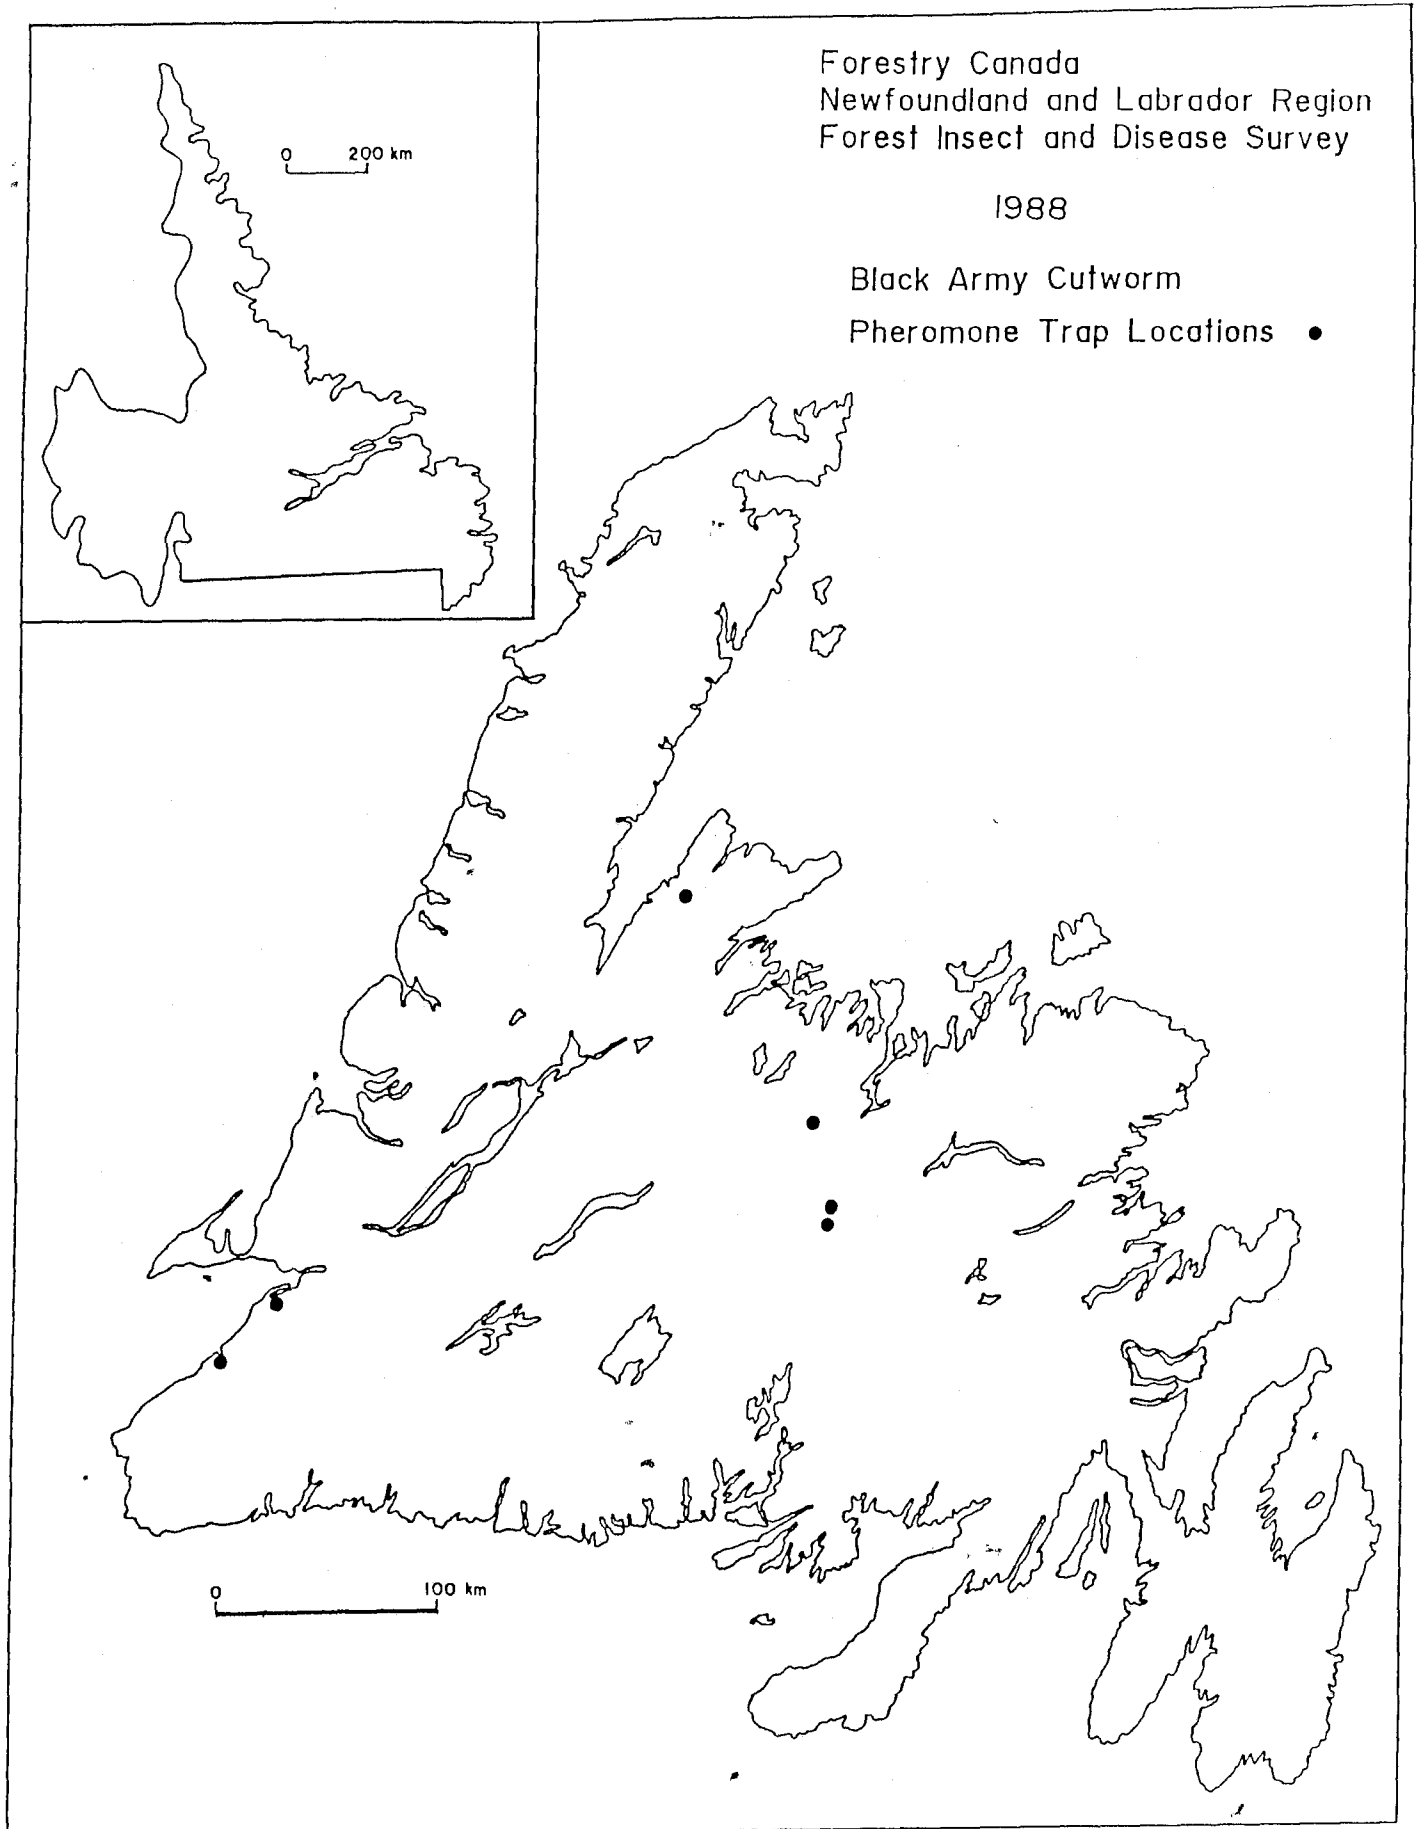 Forestry Canada
Newfoundland and Labrador Region
Forest Insect and Disease Survey
1988
Black Army Cutworm
Pheromone Trap Locations
0 200 km
0 100 km